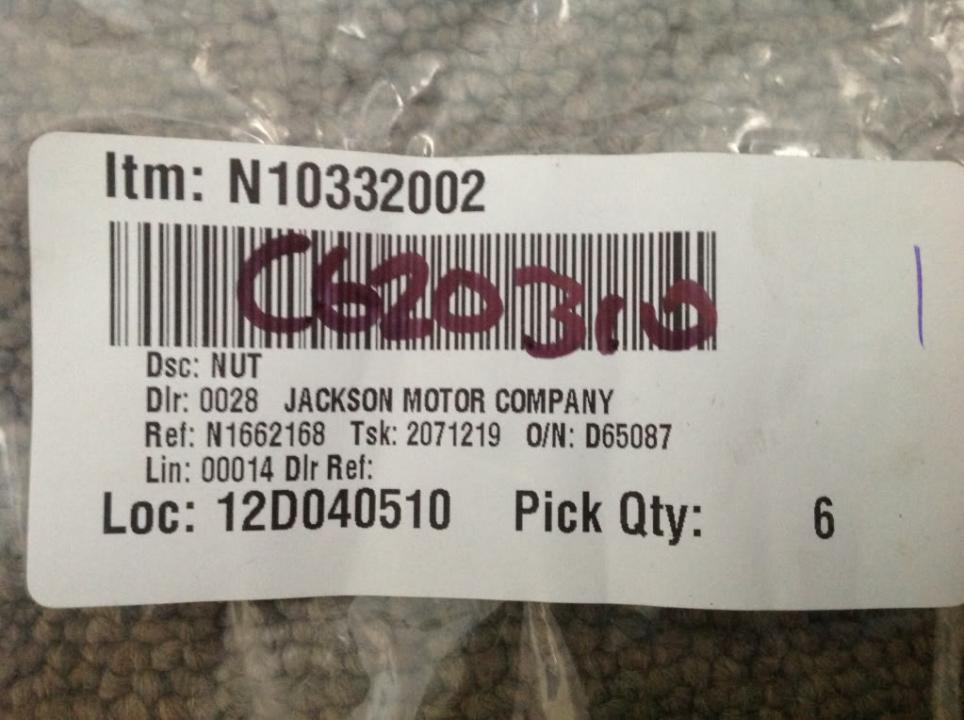 Itm: N10332002
C620310
Dsc: NUT
Dlr: 0028 JACKSON MOTOR COMPANY
Ref: N1662168 Tsk: 2071219 O/N: D65087
Lin: 00014 Dlr Ref:
Loc: 12D040510 Pick Qty: 6